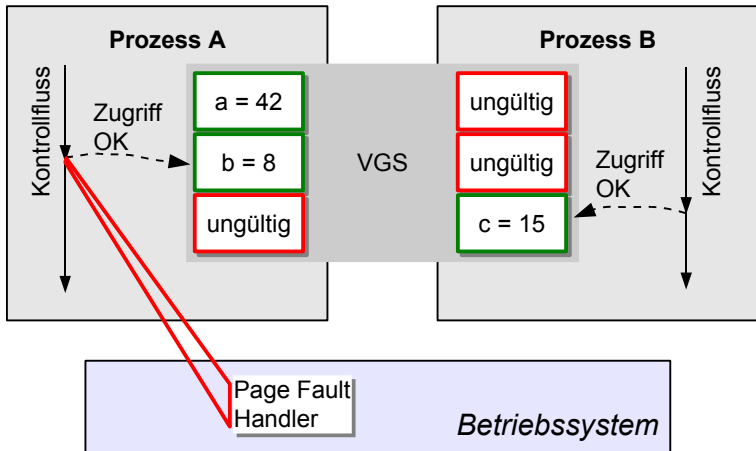 Prozess A
Kontrollfluss
Zugriff
OK
a = 42
b = 8
ungültig
VGS
Prozess B
ungültig
ungültig
c = 15
Zugriff
OK
Kontrollfluss
Page Fault
Handler
Betriebssystem